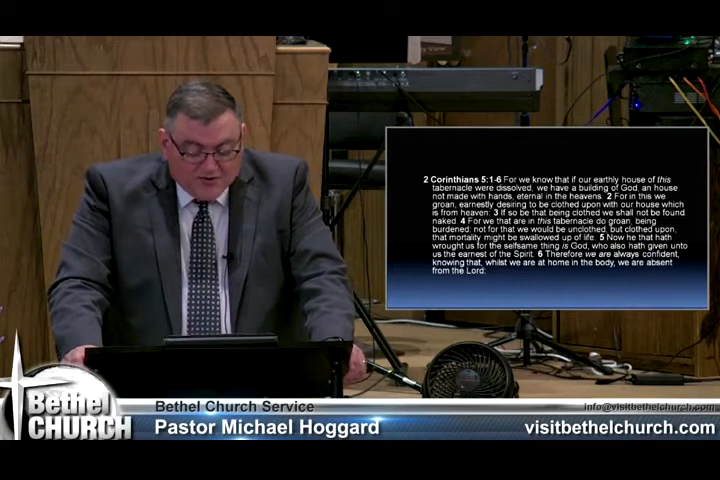 2 Corinthians 5:1-6 For we know that if our earthly house of this
tabernacle were dissolved, we have a building of God, an house
not made with hands, eternal in the heavens. 2 For in this we
groan, earnestly desiring to be clothed upon with our house which
is from heaven: 3 If so be that being clothed we shall not be found
naked. 4 For we that are in this tabernacle do groan, being
burdened: not for that we would be unclothed, but clothed upon,
that mortality might be swallowed up of life. 5 Now he that hath
wrought us for the selfsame thing is God, who also hath given unto
us the earnest of the Spirit. 6 Therefore we are always confident,
knowing that, whilst we are at home in the body, we are absent
from the Lord:
Bethel
CHURCH
Bethel Church Service
info@visitbethelchurch.com
Pastor Michael Hoggard
visitbethelchurch.com